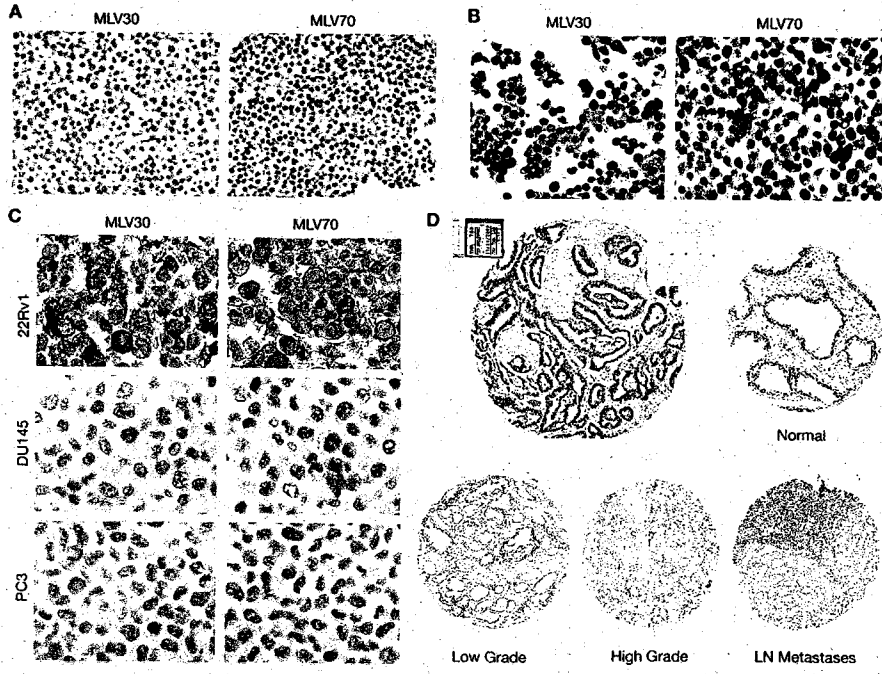 A
MLV30 MLV70
B
MLV30 MLV70
C
MLV30 MLV70
22Rv1
DU145
PC3
D
Normal
Low Grade High Grade LN Metastases